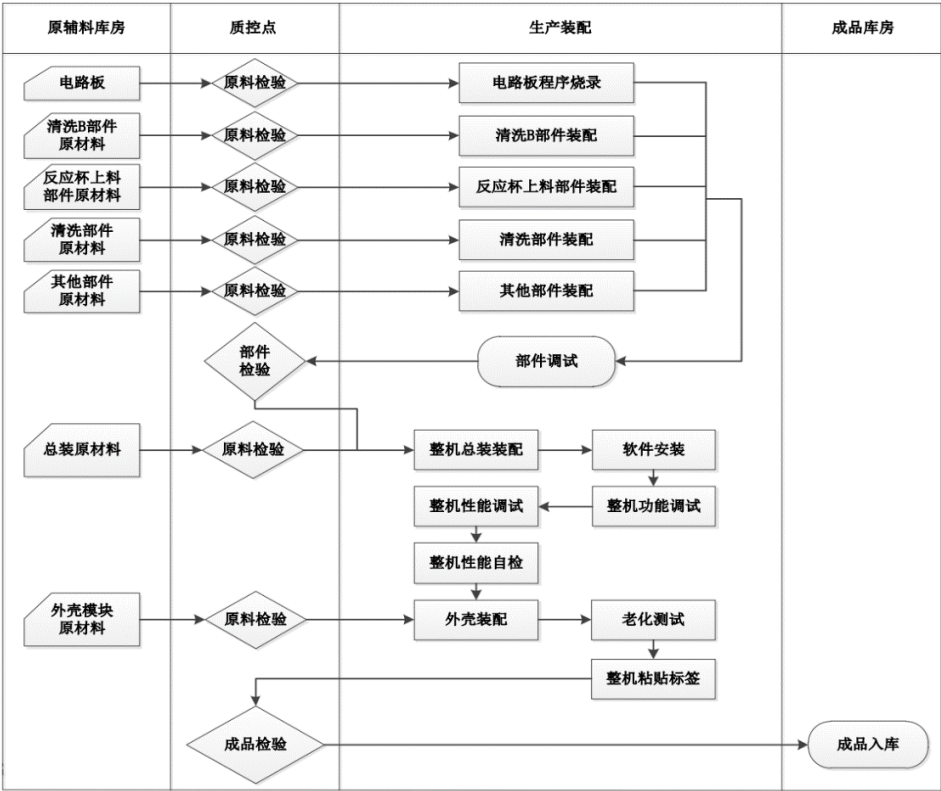 原辅料库房
质控点
生产装配
成品库房
电路板
原料检验
电路板程序烧录
清洗B部件
原材料
原料检验
清洗B部件装配
反应杯上料
部件原材料
原料检验
反应杯上料部件装配
清洗部件
原材料
原料检验
清洗部件装配
其他部件
原材料
原料检验
其他部件装配
部件
检验
部件调试
总装原材料
原料检验
整机总装装配
软件安装
整机性能调试
整机功能调试
整机性能自检
外壳模块
原材料
原料检验
外壳装配
老化测试
整机粘贴标签
成品检验
成品入库